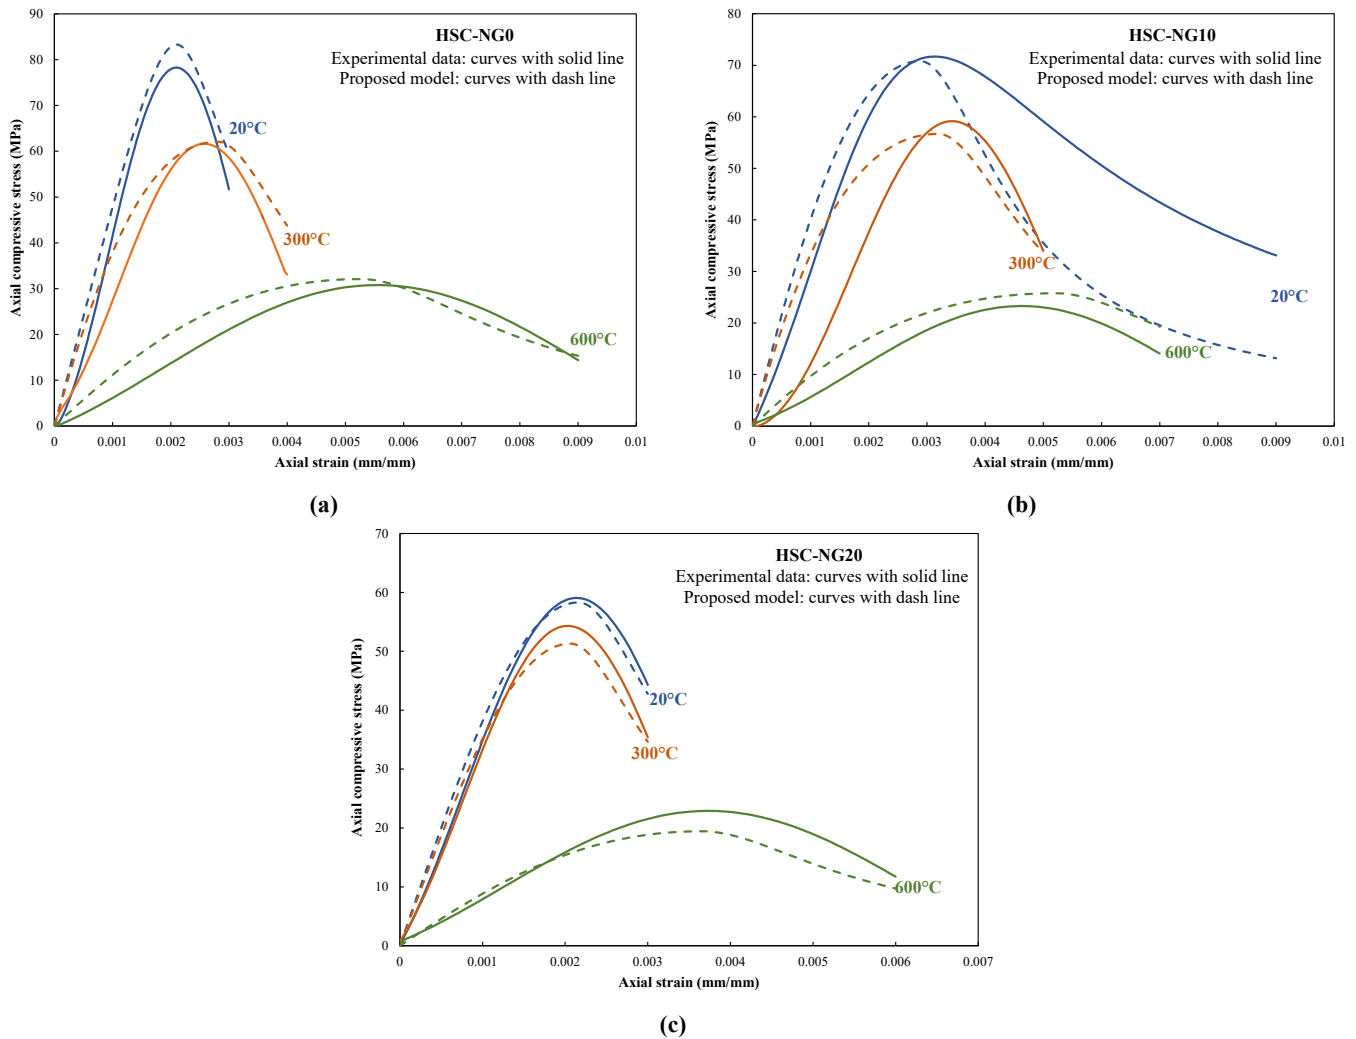 90
80
70
60
50
40
30
20
10
0
Axial compressive stress (MPa)
HSC-NG0
Experimental data: curves with solid line
Proposed model: curves with dash line
20°C
300°C
600°C
0 0.001 0.002 0.003 0.004 0.005 0.006 0.007 0.008 0.009 0.01
Axial strain (mm/mm)
(a)
80
70
60
50
40
30
20
10
0
Axial compressive stress (MPa)
HSC-NG10
Experimental data: curves with solid line
Proposed model: curves with dash line
300°C
20°C
600°C
0 0.001 0.002 0.003 0.004 0.005 0.006 0.007 0.008 0.009 0.01
Axial strain (mm/mm)
(b)
70
60
50
40
30
20
10
0
Axial compressive stress (MPa)
HSC-NG20
Experimental data: curves with solid line
Proposed model: curves with dash line
20°C
300°C
600°C
0 0.001 0.002 0.003 0.004 0.005 0.006 0.007
Axial strain (mm/mm)
(c)